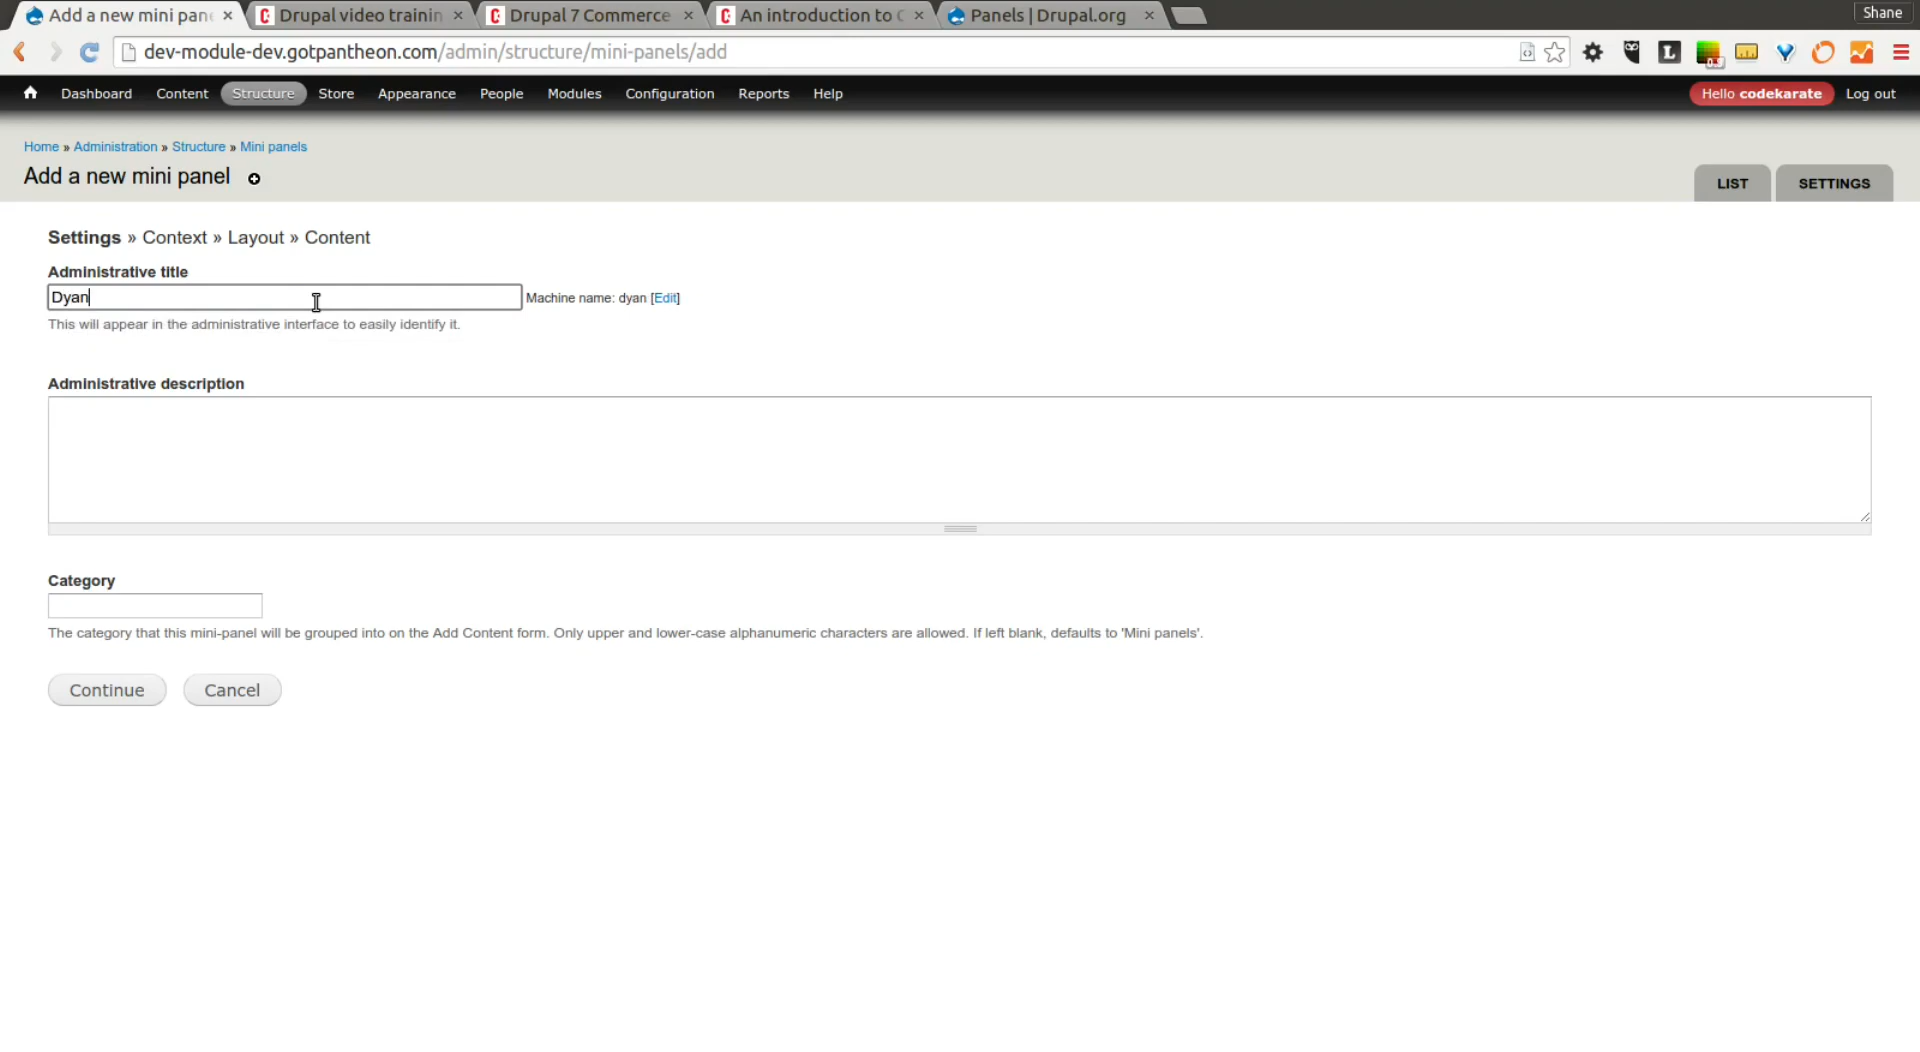 Add a new mini pane
Drupal video trainin
Drupal 7 Commerce
An introduction to C
Panels | Drupal.org
Shane
dev-module-dev.gotpantheon.com/admin/structure/mini-panels/add
Dashboard Content Structure Store Appearance People Modules Configuration Reports Help
Hello codekarate Log out
Home » Administration » Structure » Mini panels
Add a new mini panel
LIST SETTINGS
Settings » Context » Layout » Content
Administrative title
Dyan Machine name: dyan [Edit]
This will appear in the administrative interface to easily identify it.
Administrative description
Category
The category that this mini-panel will be grouped into on the Add Content form. Only upper and lower-case alphanumeric characters are allowed. If left blank, defaults to 'Mini panels'.
Continue Cancel